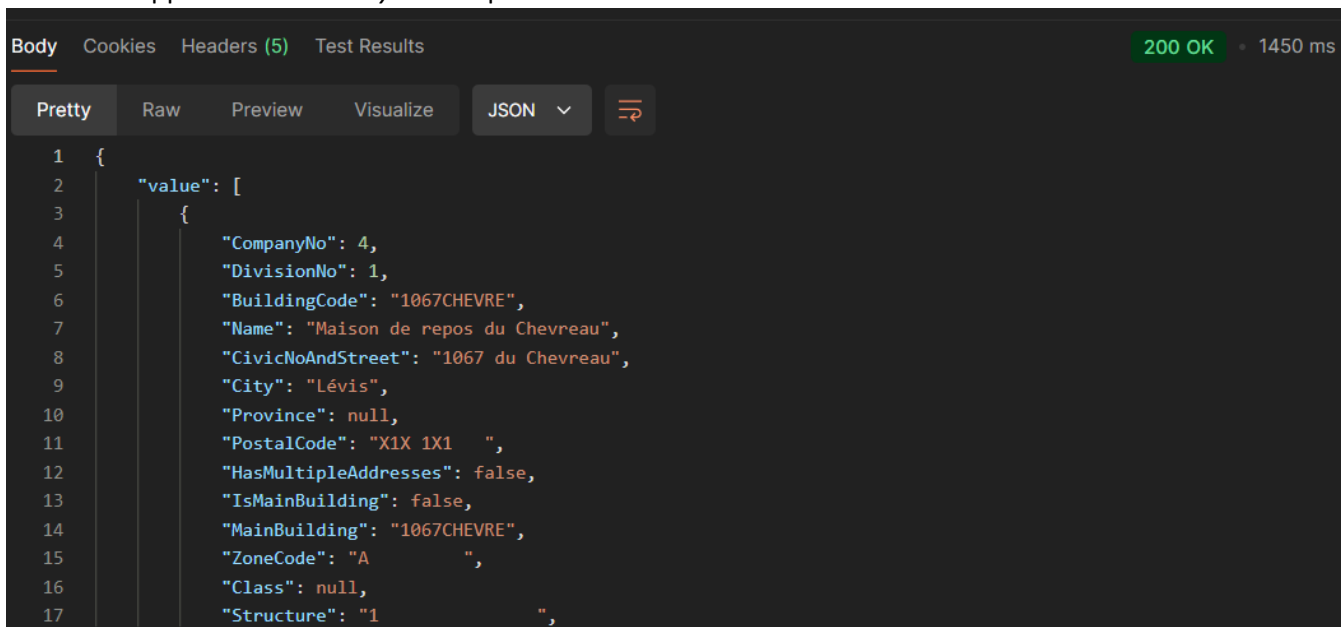 Body Cookies Headers (5) Test Results 200 OK • 1450 ms
Pretty Raw Preview Visualize JSON
1 {
2 "value": [
3 {
4 "CompanyNo": 4,
5 "DivisionNo": 1,
6 "BuildingCode": "1067CHEVRE",
7 "Name": "Maison de repos du Chevreau",
8 "CivicNoAndStreet": "1067 du Chevreau",
9 "City": "Lévis",
10 "Province": null,
11 "PostalCode": "X1X 1X1   ",
12 "HasMultipleAddresses": false,
13 "IsMainBuilding": false,
14 "MainBuilding": "1067CHEVRE",
15 "ZoneCode": "A         ",
16 "Class": null,
17 "Structure": "1               ",